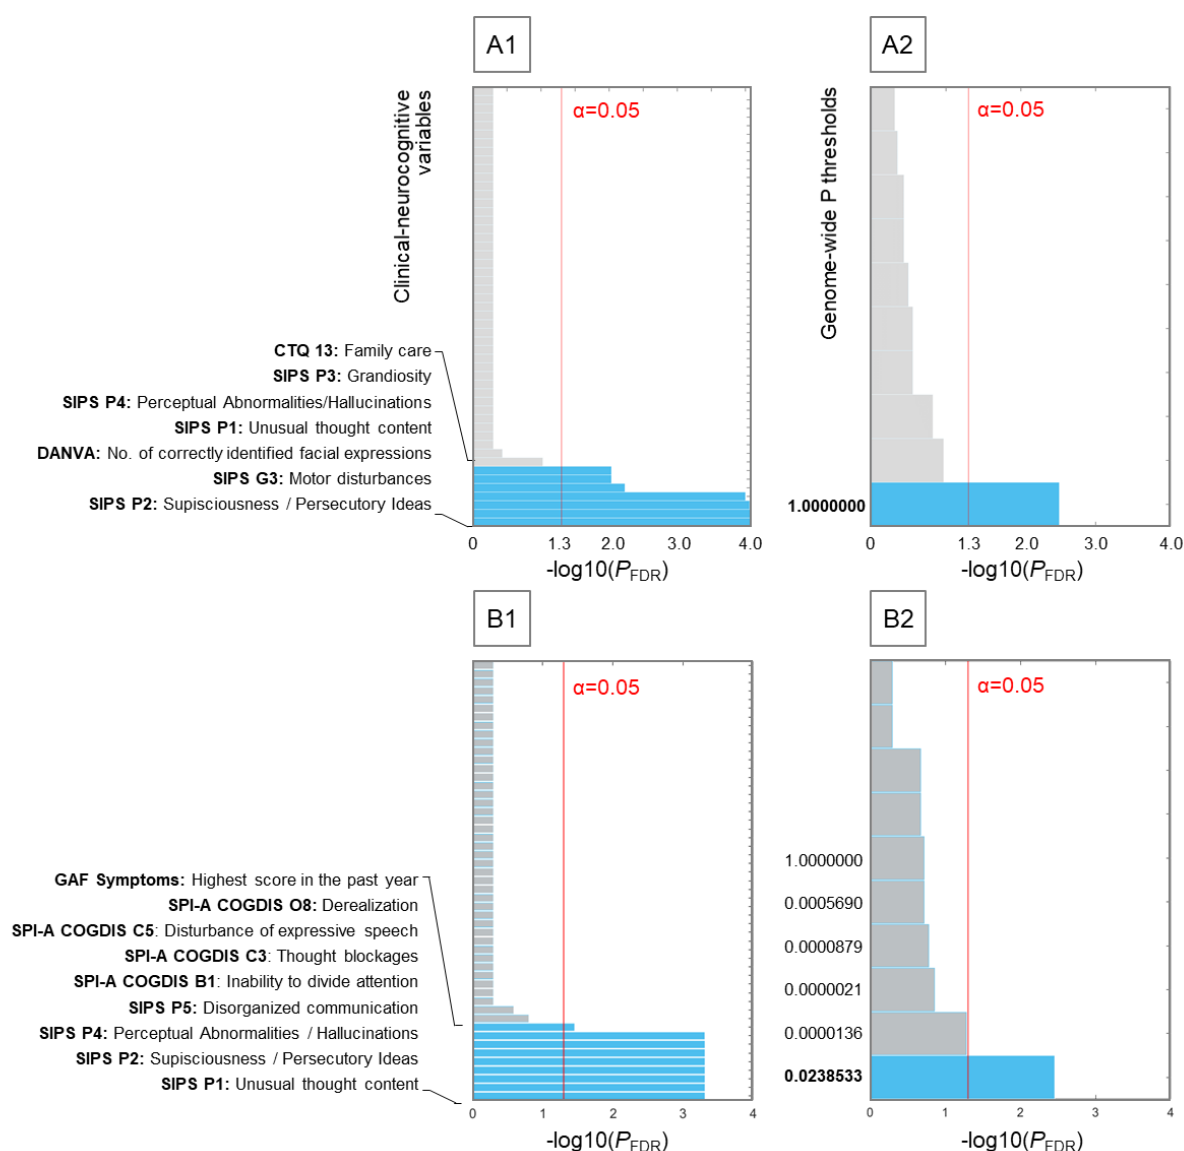 A1
A2
Clinical-neurocognitive
variables
α=0.05
Genome-wide P thresholds
α=0.05
CTQ 13: Family care
SIPS P3: Grandiosity
SIPS P4: Perceptual Abnormalities/Hallucinations
SIPS P1: Unusual thought content
DANVA: No. of correctly identified facial expressions
SIPS G3: Motor disturbances
SIPS P2: Supisciousness / Persecutory Ideas
1.0000000
0 1.3 2.0 3.0 4.0
-log10(PFDR)
0 1.3 2.0 3.0 4.0
-log10(PFDR)
B1
B2
α=0.05
α=0.05
GAF Symptoms: Highest score in the past year
SPI-A COGDIS O8: Derealization
SPI-A COGDIS C5: Disturbance of expressive speech
SPI-A COGDIS C3: Thought blockages
SPI-A COGDIS B1: Inability to divide attention
SIPS P5: Disorganized communication
SIPS P4: Perceptual Abnormalities / Hallucinations
SIPS P2: Supisciousness / Persecutory Ideas
SIPS P1: Unusual thought content
1.0000000
0.0005690
0.0000879
0.0000021
0.0000136
0.0238533
0 1 2 3 4
-log10(PFDR)
0 1 2 3 4
-log10(PFDR)